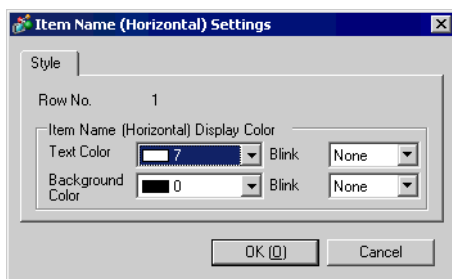 Item Name (Horizontal) Settings
Style
Row No. 1
Item Name (Horizontal) Display Color
Text Color 7 Blink None
Background Color 0 Blink None
OK (O) Cancel